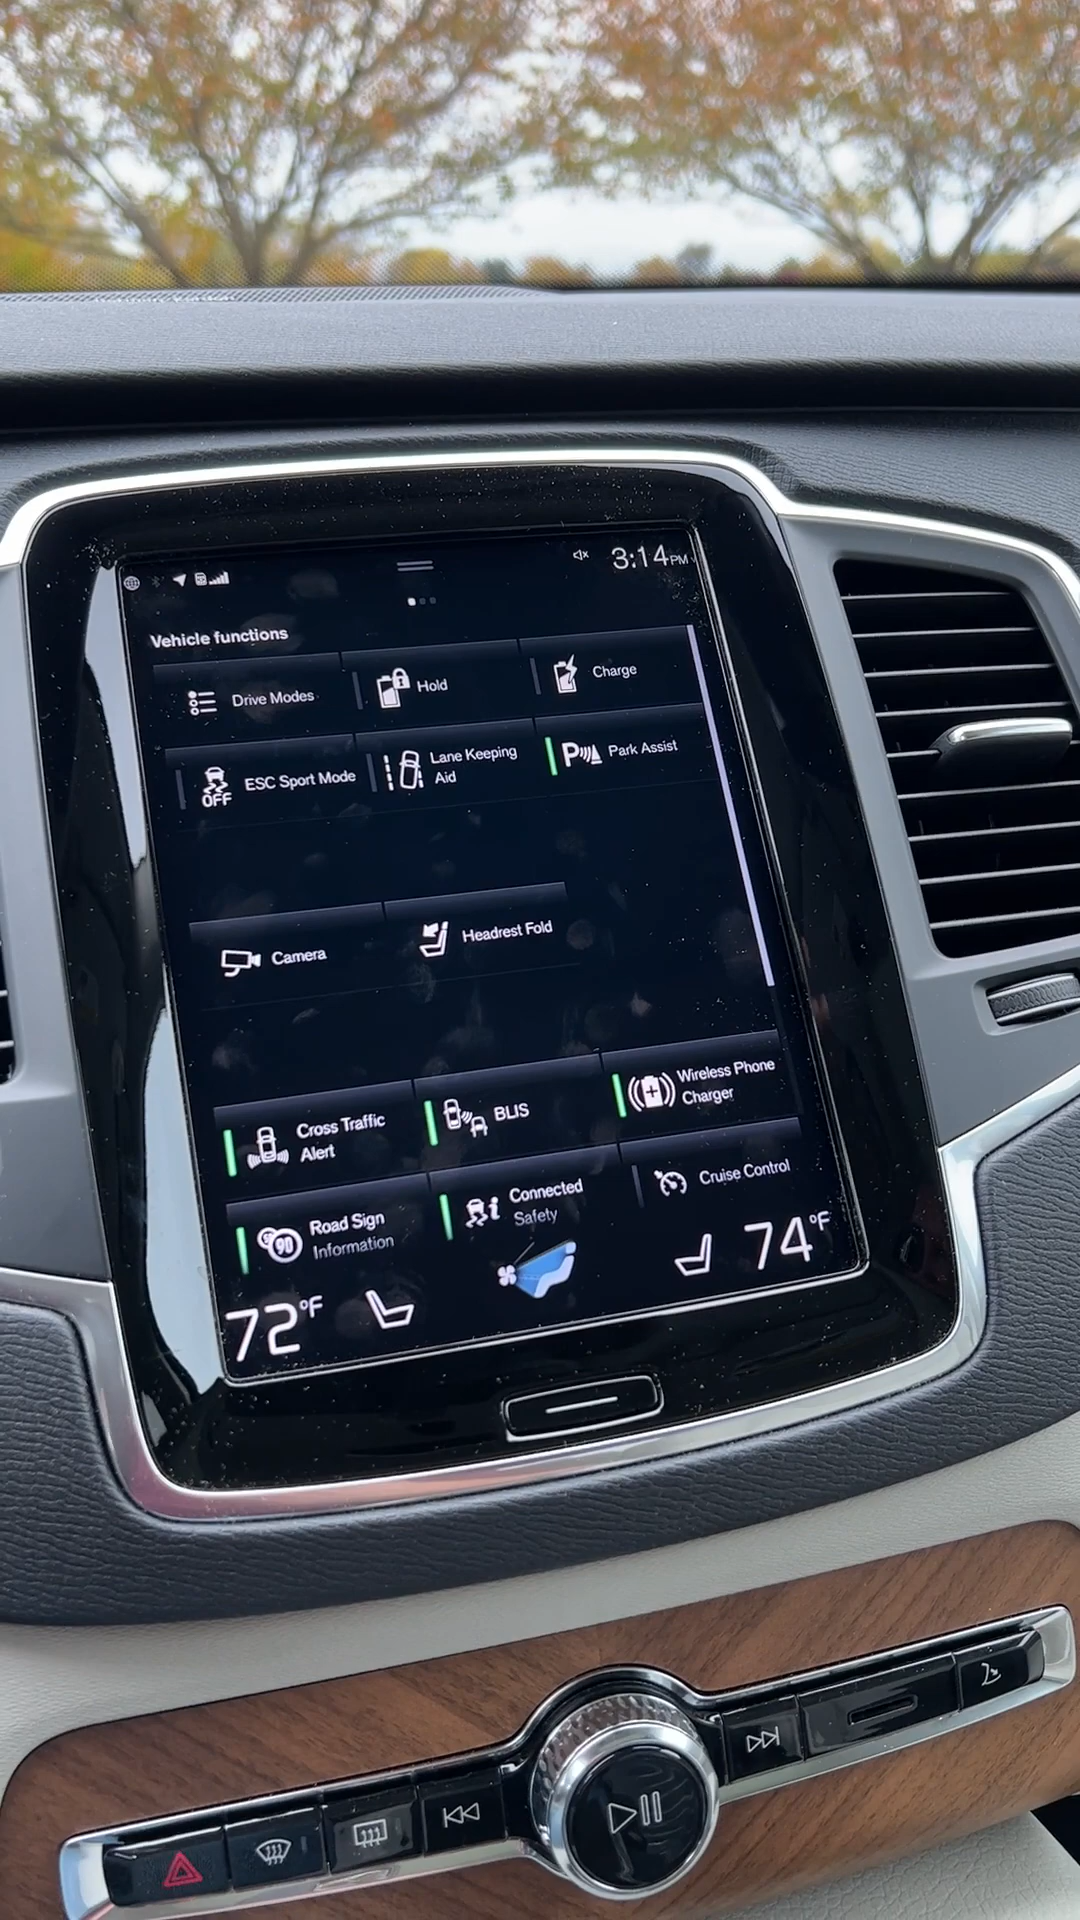 3:14PM
Vehicle functions
Drive Modes
Hold
Charge
OFF
ESC Sport Mode
Lane Keeping
Aid
P
Park Assist
Camera
Headrest Fold
Cross Traffic
Alert
BLIS
Wireless Phone
Charger
90
Road Sign
Information
Connected
Safety
Cruise Control
72°F
74°F